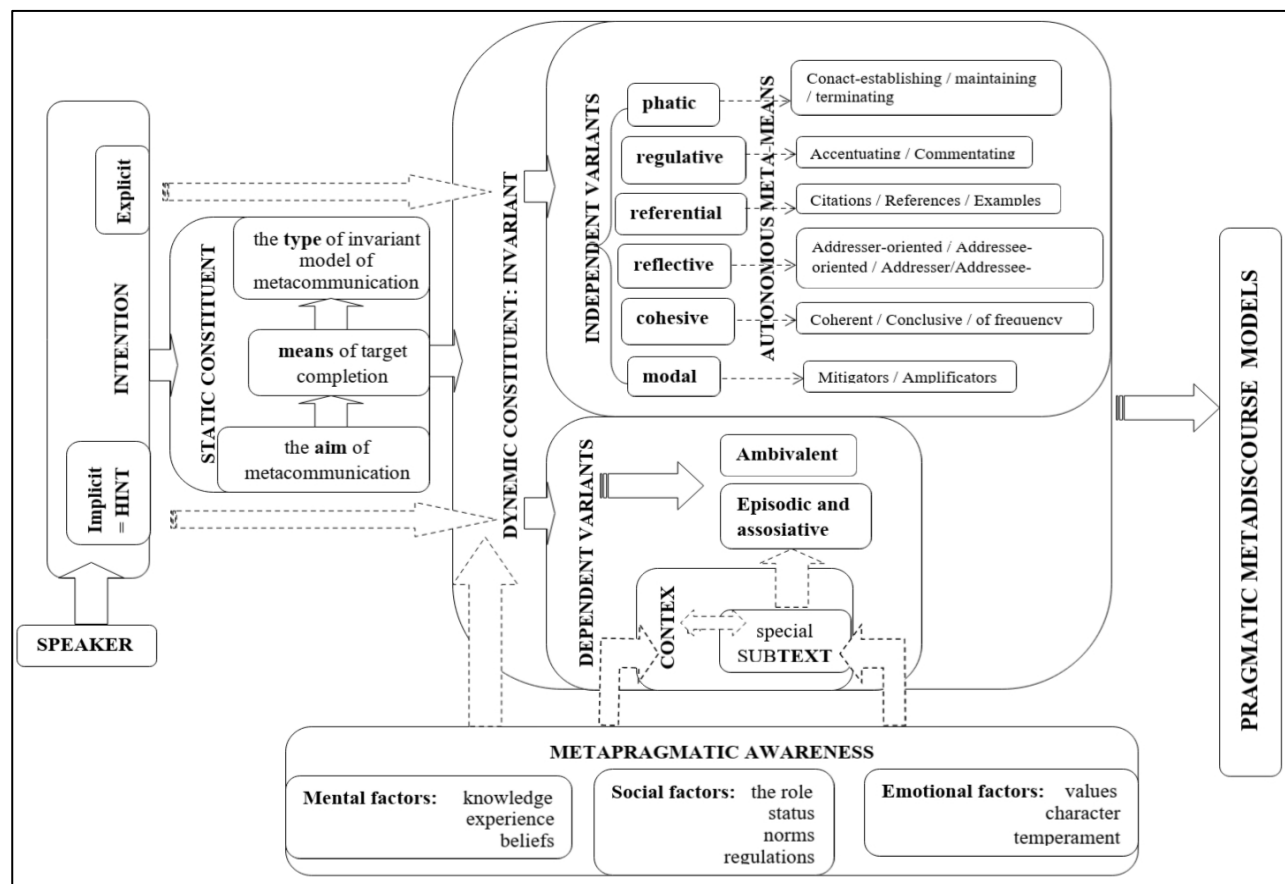 SPEAKER
INTENTION
Explicit
Implicit
= HINT
STATIC CONSTITUENT
the type of invariant
model of
metacommunication
means of target
completion
the aim of
metacommunication
DYNEMIC CONSTITUENT: INVARIANT
INDEPENDENT VARIANTS
phatic
regulative
referential
reflective
cohesive
modal
AUTONOMOUS META-MEANS
Conact-establishing / maintaining
/ terminating
Accentuating / Commentating
Citations / References / Examples
Addresser-oriented / Addressee-
oriented / Addresser/Addressee-
Coherent / Conclusive / of frequency
Mitigators / Amplificators
DEPENDENT VARIANTS
Ambivalent
Episodic and
assosiative
CONTEX
special
SUBTEXT
PRAGMATIC METADISCOURSE MODELS
METAPRAGMATIC AWARENESS
Mental factors: knowledge
experience
beliefs
Social factors: the role
status
norms
regulations
Emotional factors: values
character
temperament